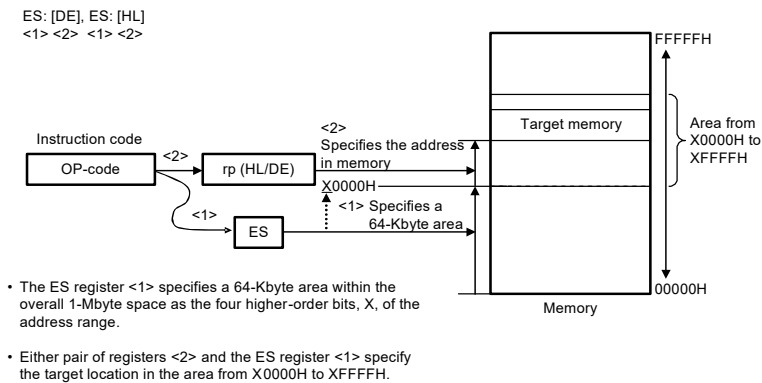 ES: [DE], ES: [HL]
<1> <2> <1> <2>
FFFFFH
Target memory
Area from
X0000H to
XFFFFH
Instruction code
OP-code
<2>
rp (HL/DE)
<2>
Specifies the address
in memory
X0000H
<1>
ES
<1> Specifies a
64-Kbyte area
00000H
Memory
• The ES register <1> specifies a 64-Kbyte area within the
overall 1-Mbyte space as the four higher-order bits, X, of the
address range.
• Either pair of registers <2> and the ES register <1> specify
the target location in the area from X0000H to XFFFFH.